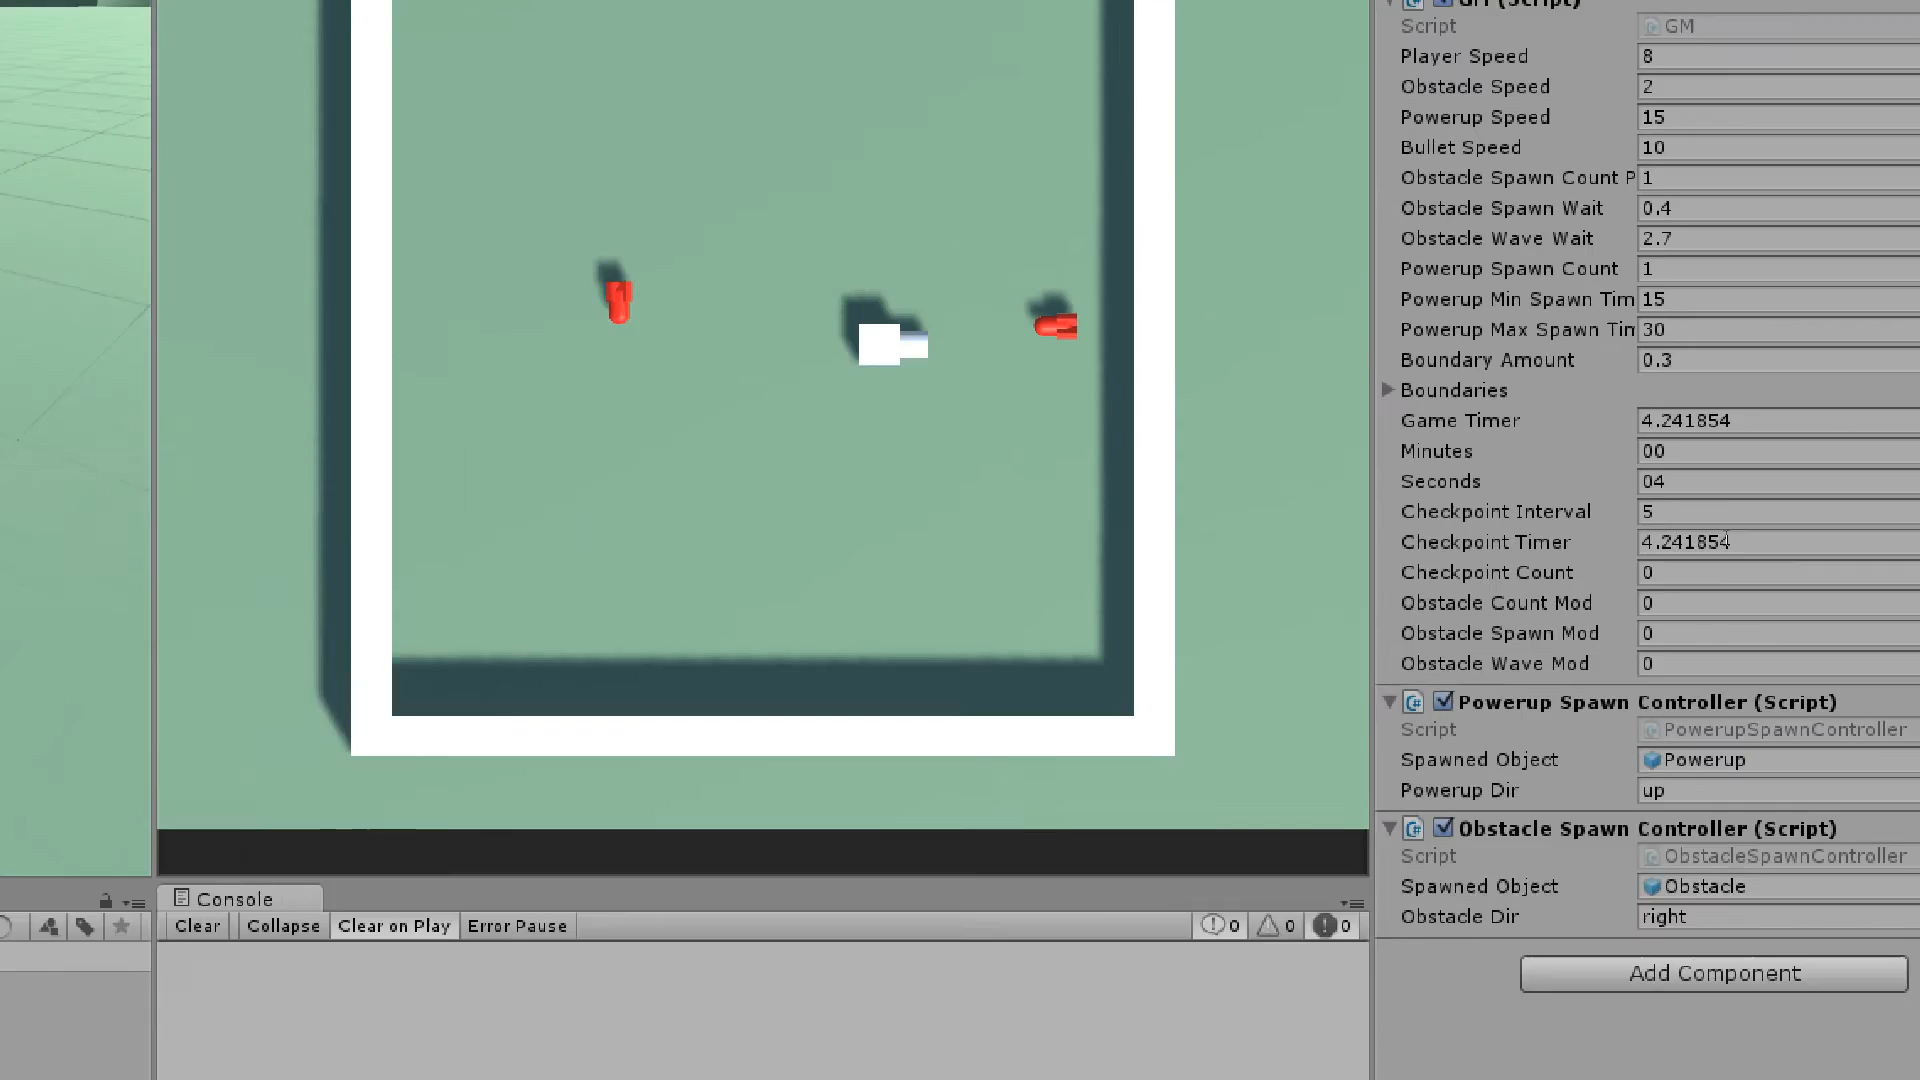 GM (Script)
Script GM
Player Speed 8
Obstacle Speed 2
Powerup Speed 15
Bullet Speed 10
Obstacle Spawn Count P 1
Obstacle Spawn Wait 0.4
Obstacle Wave Wait 2.7
Powerup Spawn Count 1
Powerup Min Spawn Tim 15
Powerup Max Spawn Tim 30
Boundary Amount 0.3
Boundaries
Game Timer 4.241854
Minutes 00
Seconds 04
Checkpoint Interval 5
Checkpoint Timer 4.241854
Checkpoint Count 0
Obstacle Count Mod 0
Obstacle Spawn Mod 0
Obstacle Wave Mod 0
Powerup Spawn Controller (Script)
Script PowerupSpawnController
Spawned Object Powerup
Powerup Dir up
Obstacle Spawn Controller (Script)
Script ObstacleSpawnController
Spawned Object Obstacle
Obstacle Dir right
Add Component
Console
Clear Collapse Clear on Play Error Pause 0 0 0